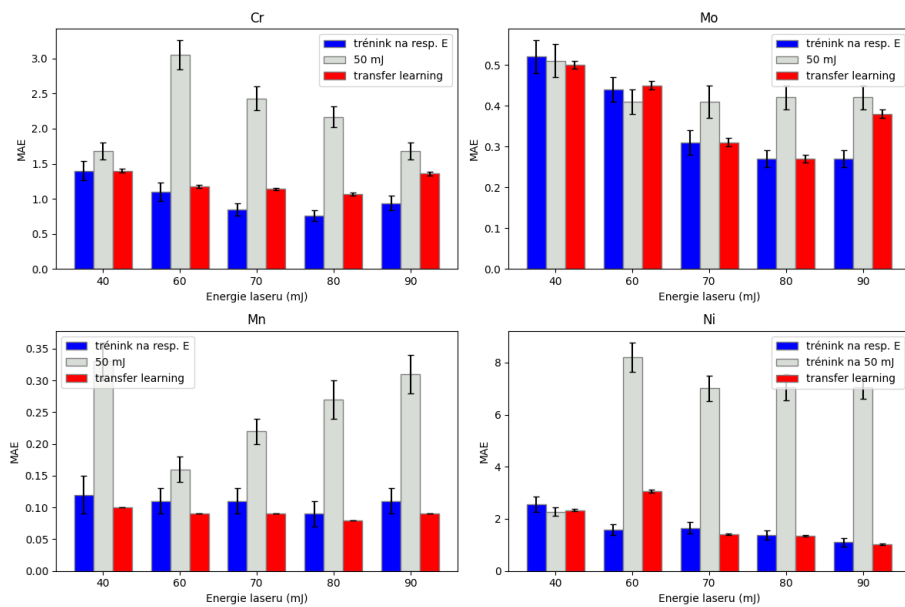 Cr
MAE
3.0
2.5
2.0
1.5
1.0
0.5
0.0
trénink na resp. E
50 mJ
transfer learning
40 60 70 80 90
Energie laseru (mJ)
Mo
MAE
0.5
0.4
0.3
0.2
0.1
0.0
trénink na resp. E
50 mJ
transfer learning
40 60 70 80 90
Energie laseru (mJ)
Mn
MAE
0.35
0.30
0.25
0.20
0.15
0.10
0.05
0.00
trénink na resp. E
50 mJ
transfer learning
40 60 70 80 90
Energie laseru (mJ)
Ni
MAE
8
6
4
2
0
trénink na resp. E
trénink na 50 mJ
transfer learning
40 60 70 80 90
Energie laseru (mJ)